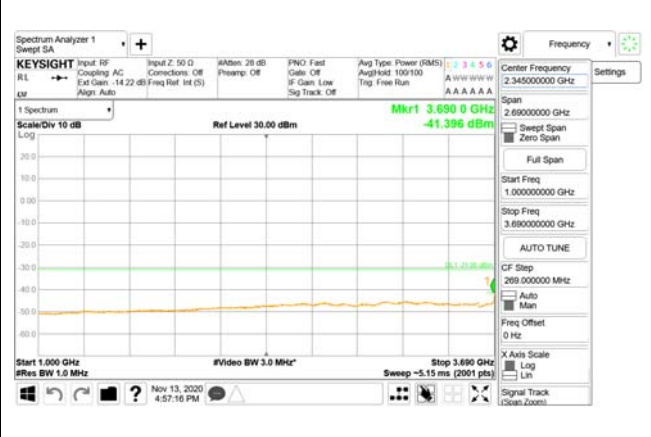 Spectrum Analyzer 1
Swept SA
Frequency
KEYSIGHT Input: RF Input Z: 50 Ω #Atten: 28 dB PNO: Fast Avg Type: Power (RMS) 1 2 3 4 5 6
RL Coupling: AC Corrections: Off Preamp: Off Gate: Off Avg|Hold: 100/100 A W W W W W
Ext Gain: -14.22 dB Freq Ref: Int (S) IF Gain: Low Trig: Free Run
Align: Auto Sig Track: Off A A A A A A
1 Spectrum
Mkr1 3.690 0 GHz
Scale/Div 10 dB Ref Level 30.00 dBm -41.396 dBm
Log
20.0
10.0
0.00
-10.0
-20.0
-30.0
-40.0
-50.0
-60.0
1
Start 1.000 GHz #Video BW 3.0 MHz* Stop 3.690 GHz
#Res BW 1.0 MHz Sweep ~5.15 ms (2001 pts)
Nov 13, 2020
4:57:16 PM
Center Frequency
2.345000000 GHz
Settings
Span
2.69000000 GHz
Swept Span
Zero Span
Full Span
Start Freq
1.000000000 GHz
Stop Freq
3.690000000 GHz
AUTO TUNE
CF Step
269.000000 MHz
Auto
Man
Freq Offset
0 Hz
X Axis Scale
Log
Lin
Signal Track
(Span Zoom)